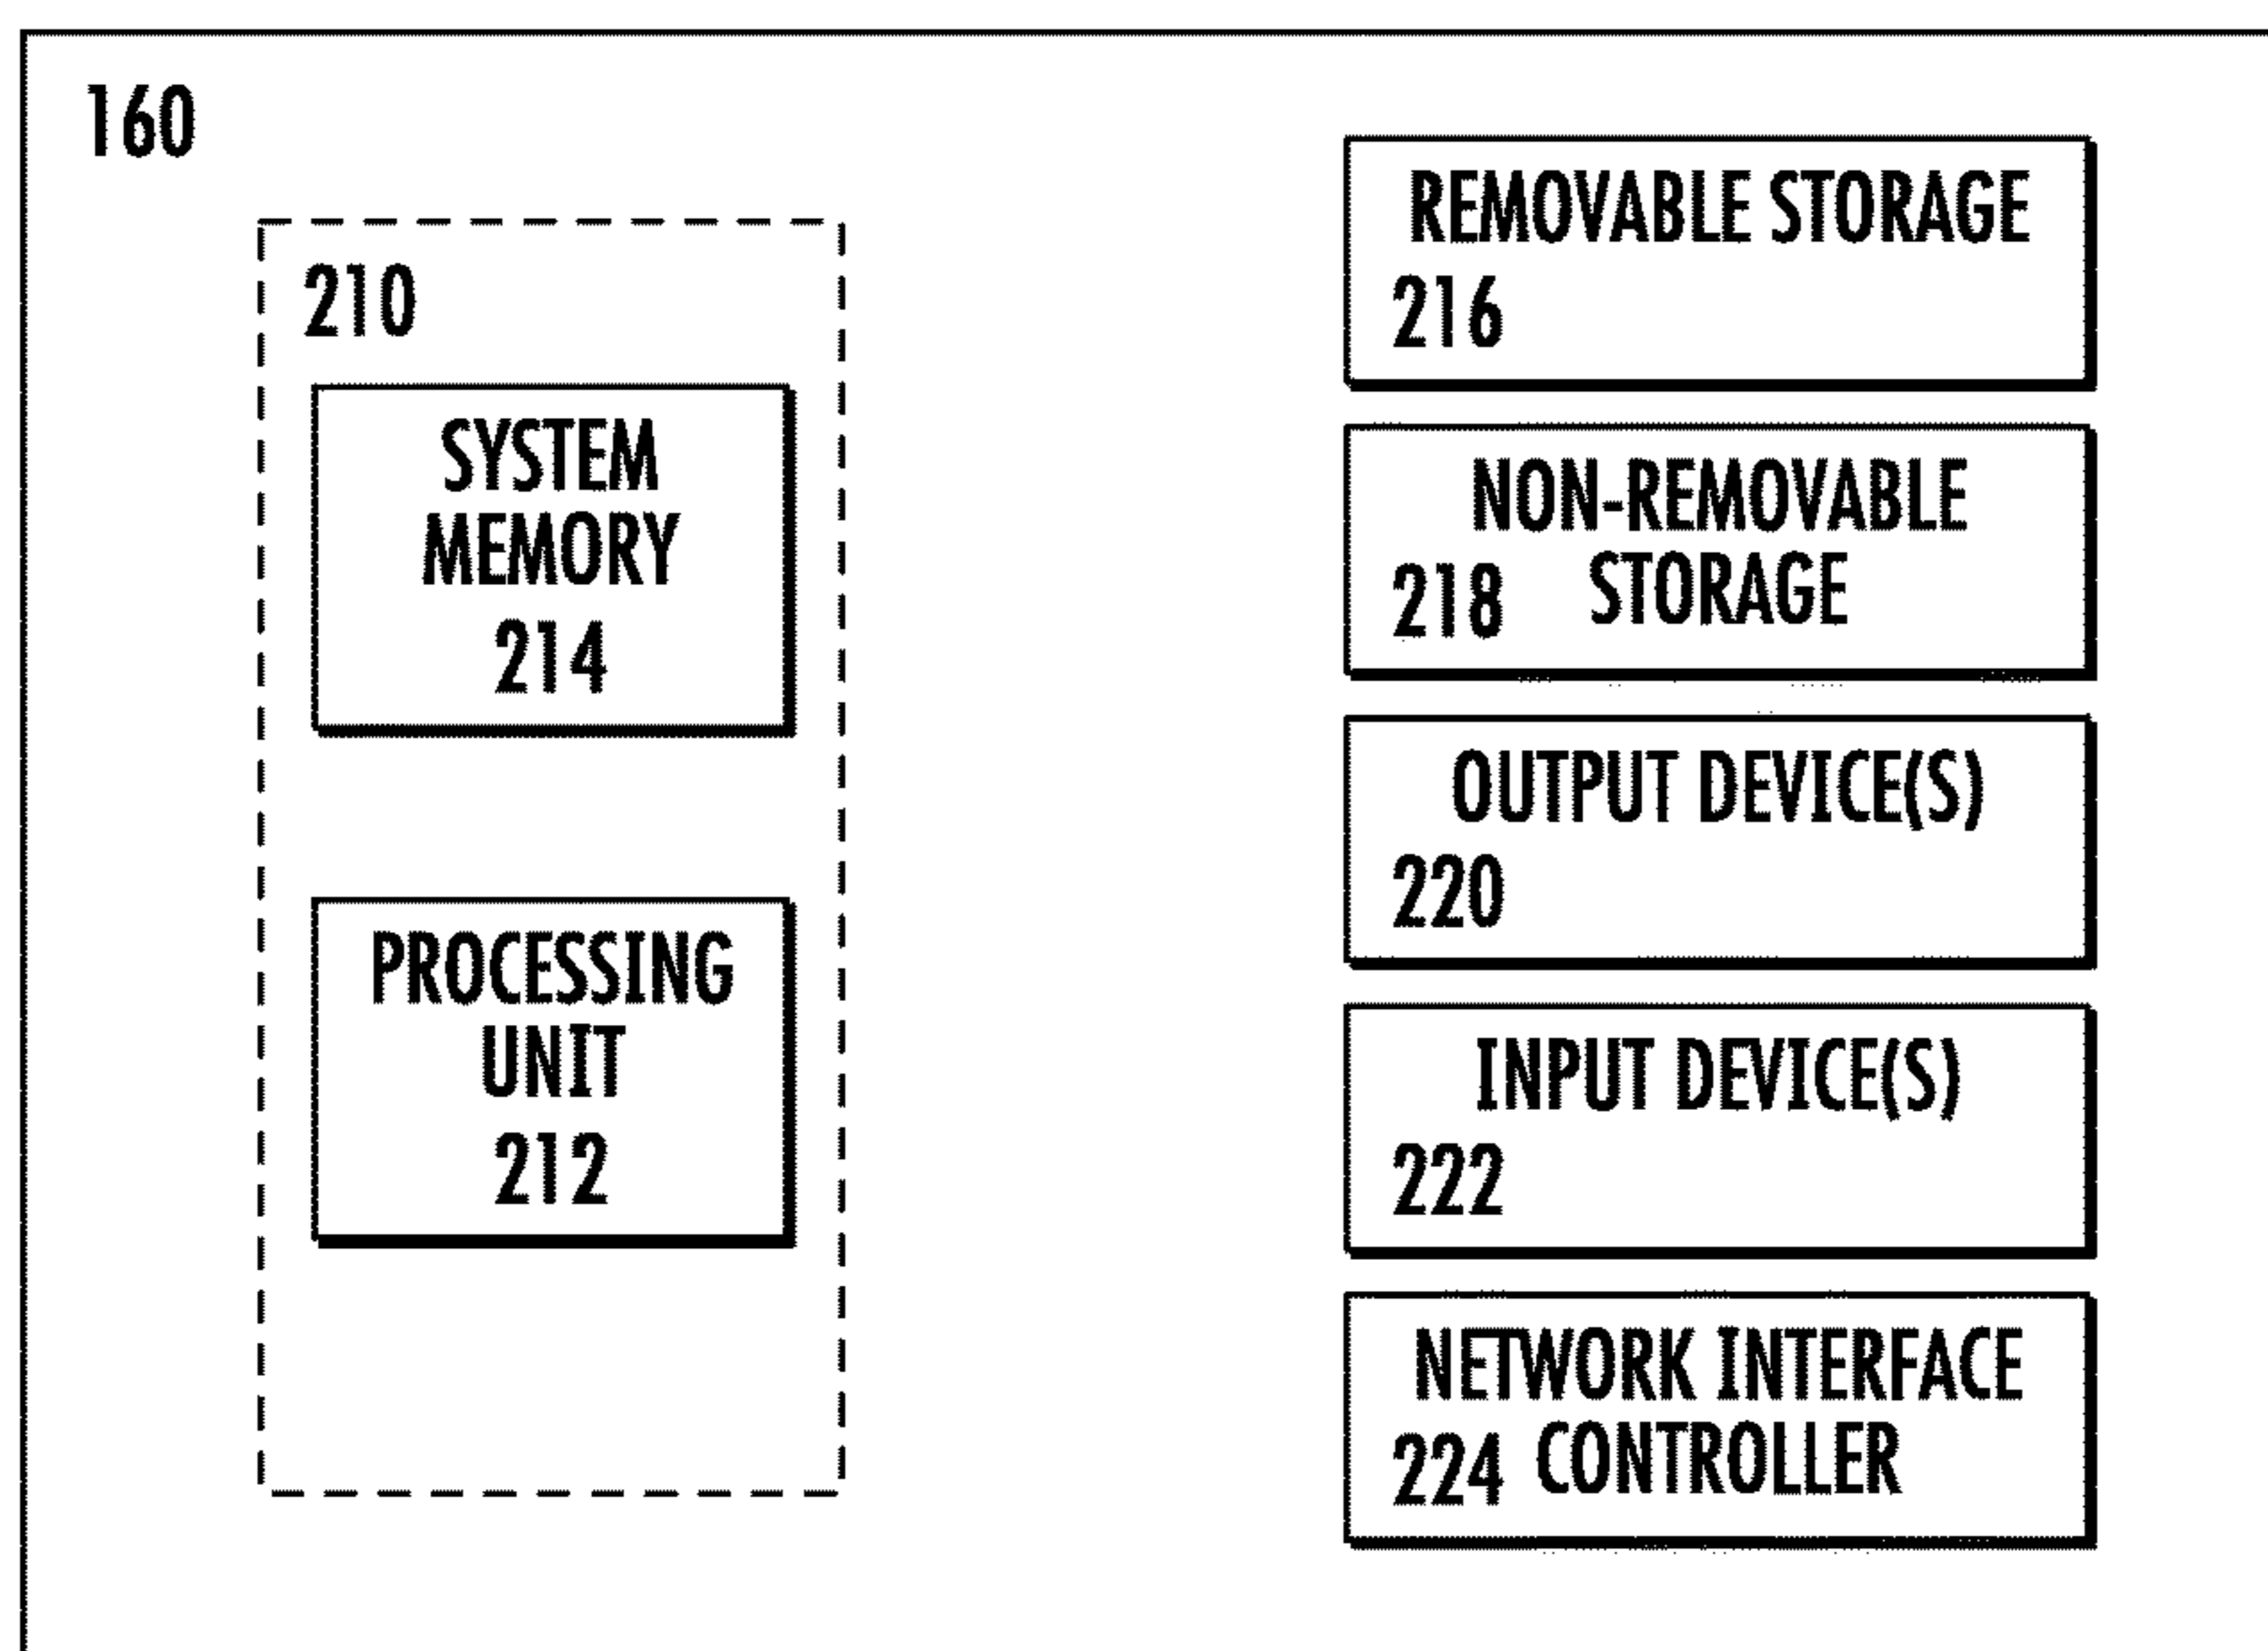 160
210
SYSTEM
MEMORY
214
PROCESSING
UNIT
212
REMOVABLE STORAGE
216
NON-REMOVABLE
218 STORAGE
OUTPUT DEVICE(S)
220
INPUT DEVICE(S)
222
NETWORK INTERFACE
224 CONTROLLER